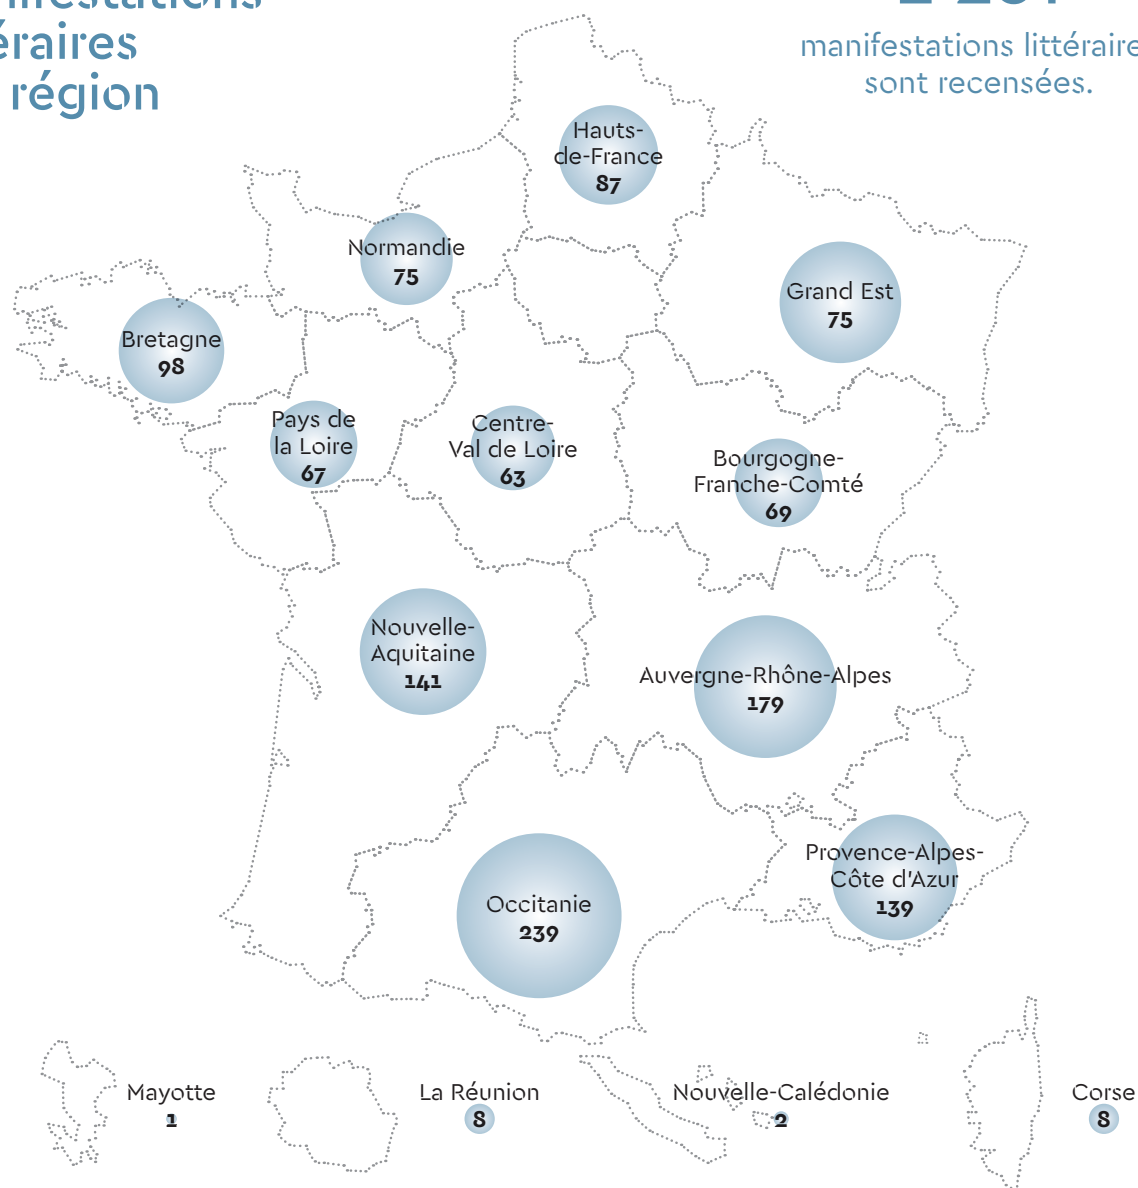 éraires
région
manifestations littéraire
sont recensées.
Hauts-
de-France
87
Normandie
75
Grand Est
75
Bretagne
98
Pays de
la Loire
67
Centre-
Val de Loire
63
Bourgogne-
Franche-Comté
69
Nouvelle-
Aquitaine
141
Auvergne-Rhône-Alpes
179
Provence-Alpes-
Côte d'Azur
139
Occitanie
239
Mayotte
1
La Réunion
8
Nouvelle-Calédonie
2
Corse
8